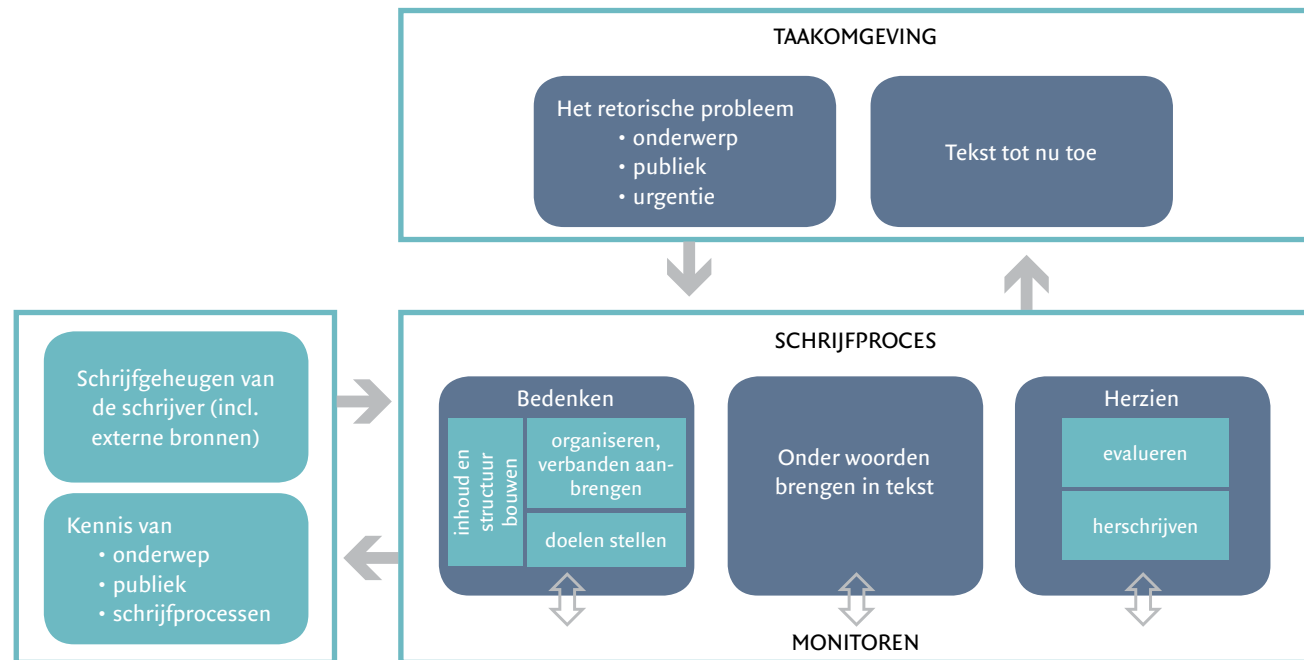 TAAKOMGEVING
Het retorische probleem
• onderwerp
• publiek
• urgentie
Tekst tot nu toe
Schrijfgeheugen van
de schrijver (incl.
externe bronnen)
Kennis van
• onderwep
• publiek
• schrijfprocessen
SCHRIJFPROCES
Bedenken
inhoud en
structuur
bouwen
organiseren,
verbanden aan-
brengen
doelen stellen
Onder woorden
brengen in tekst
Herzien
evalueren
herschrijven
MONITOREN